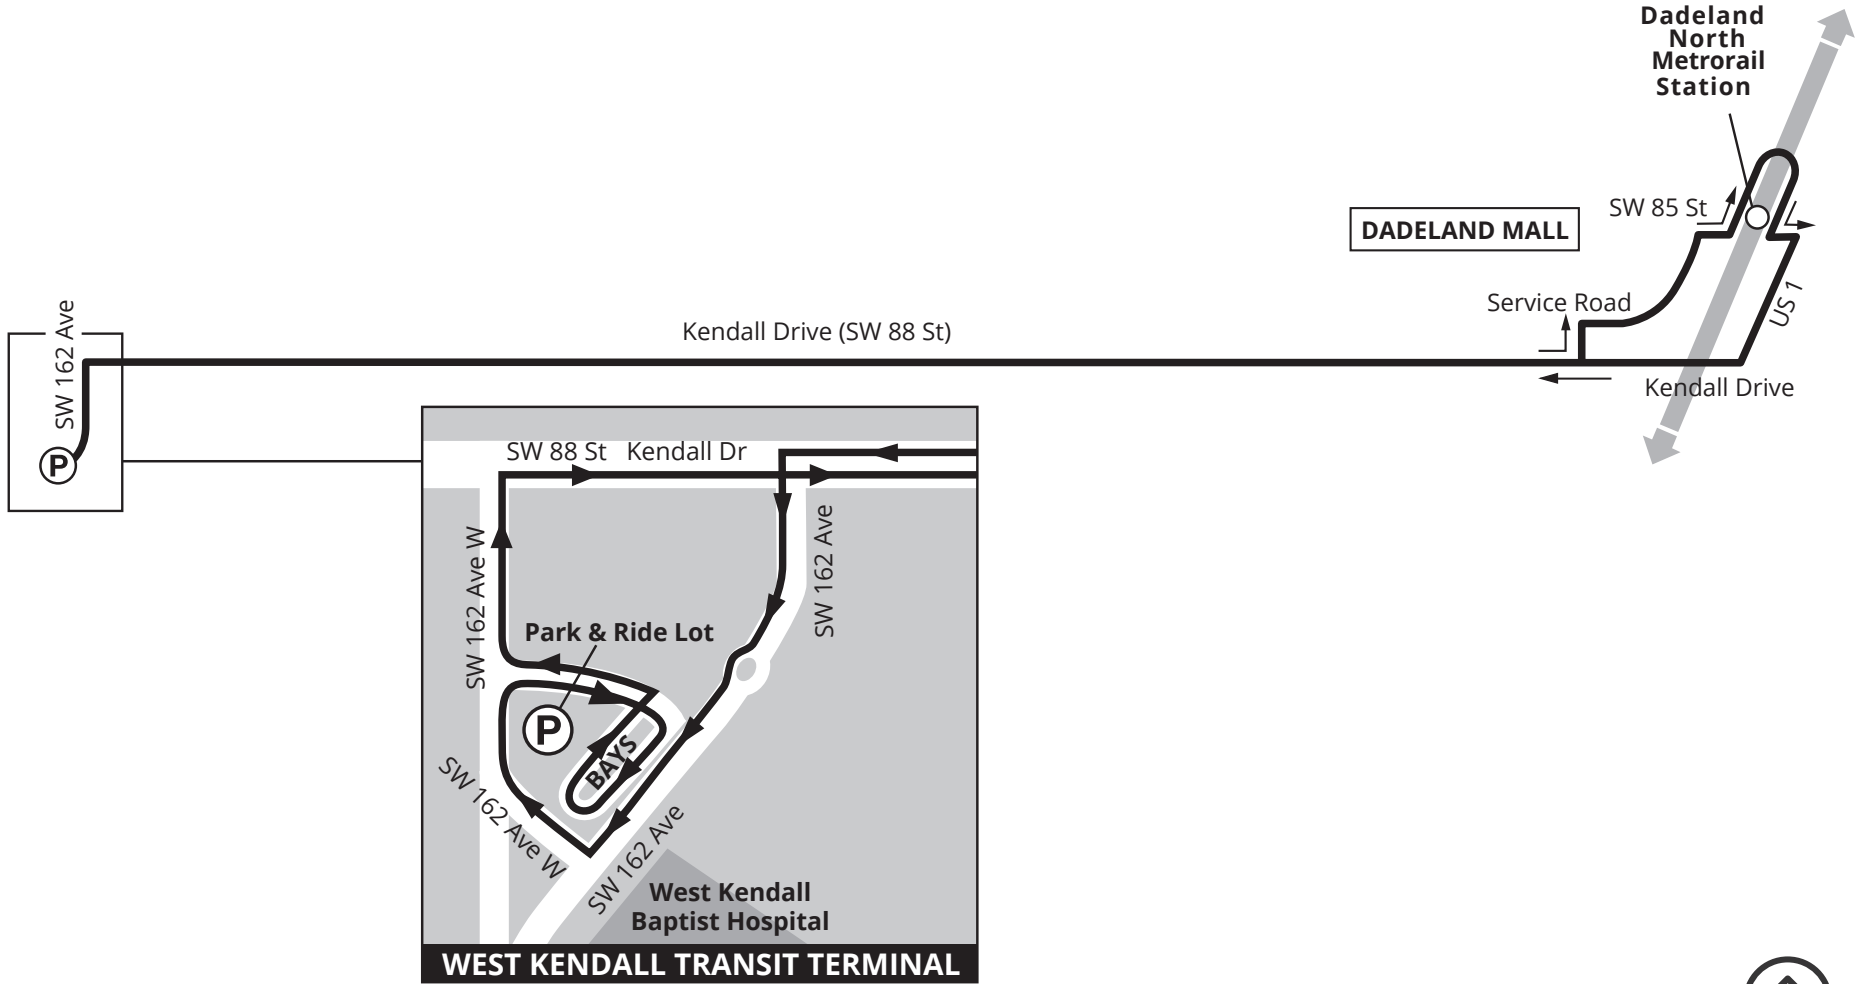 Dadeland
North
Metrorail
Station
SW 85 St
DADELAND MALL
Service Road
US 1
SW 162 Ave
Kendall Drive (SW 88 St)
Kendall Drive
P
SW 88 St Kendall Dr
SW 162 Ave W
SW 162 Ave
Park & Ride Lot
P
BAYS
SW 162 Ave W
SW 162 Ave
West Kendall
Baptist Hospital
WEST KENDALL TRANSIT TERMINAL